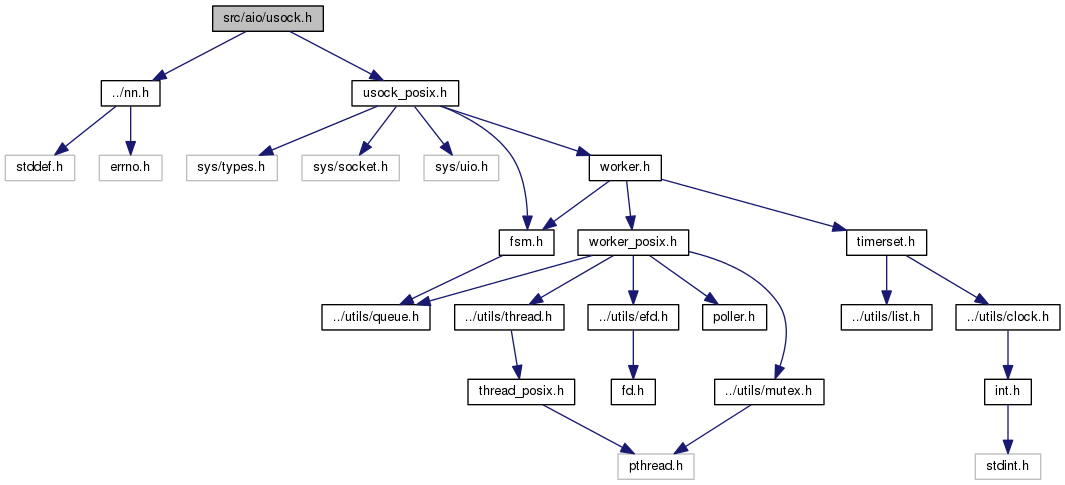 src/aio/usock.h
../nn.h
usock_posix.h
stddef.h
errno.h
sys/types.h
sys/socket.h
sys/uio.h
worker.h
fsm.h
worker_posix.h
timerset.h
../utils/queue.h
../utils/thread.h
../utils/efd.h
poller.h
../utils/list.h
../utils/clock.h
thread_posix.h
fd.h
../utils/mutex.h
int.h
pthread.h
stdint.h